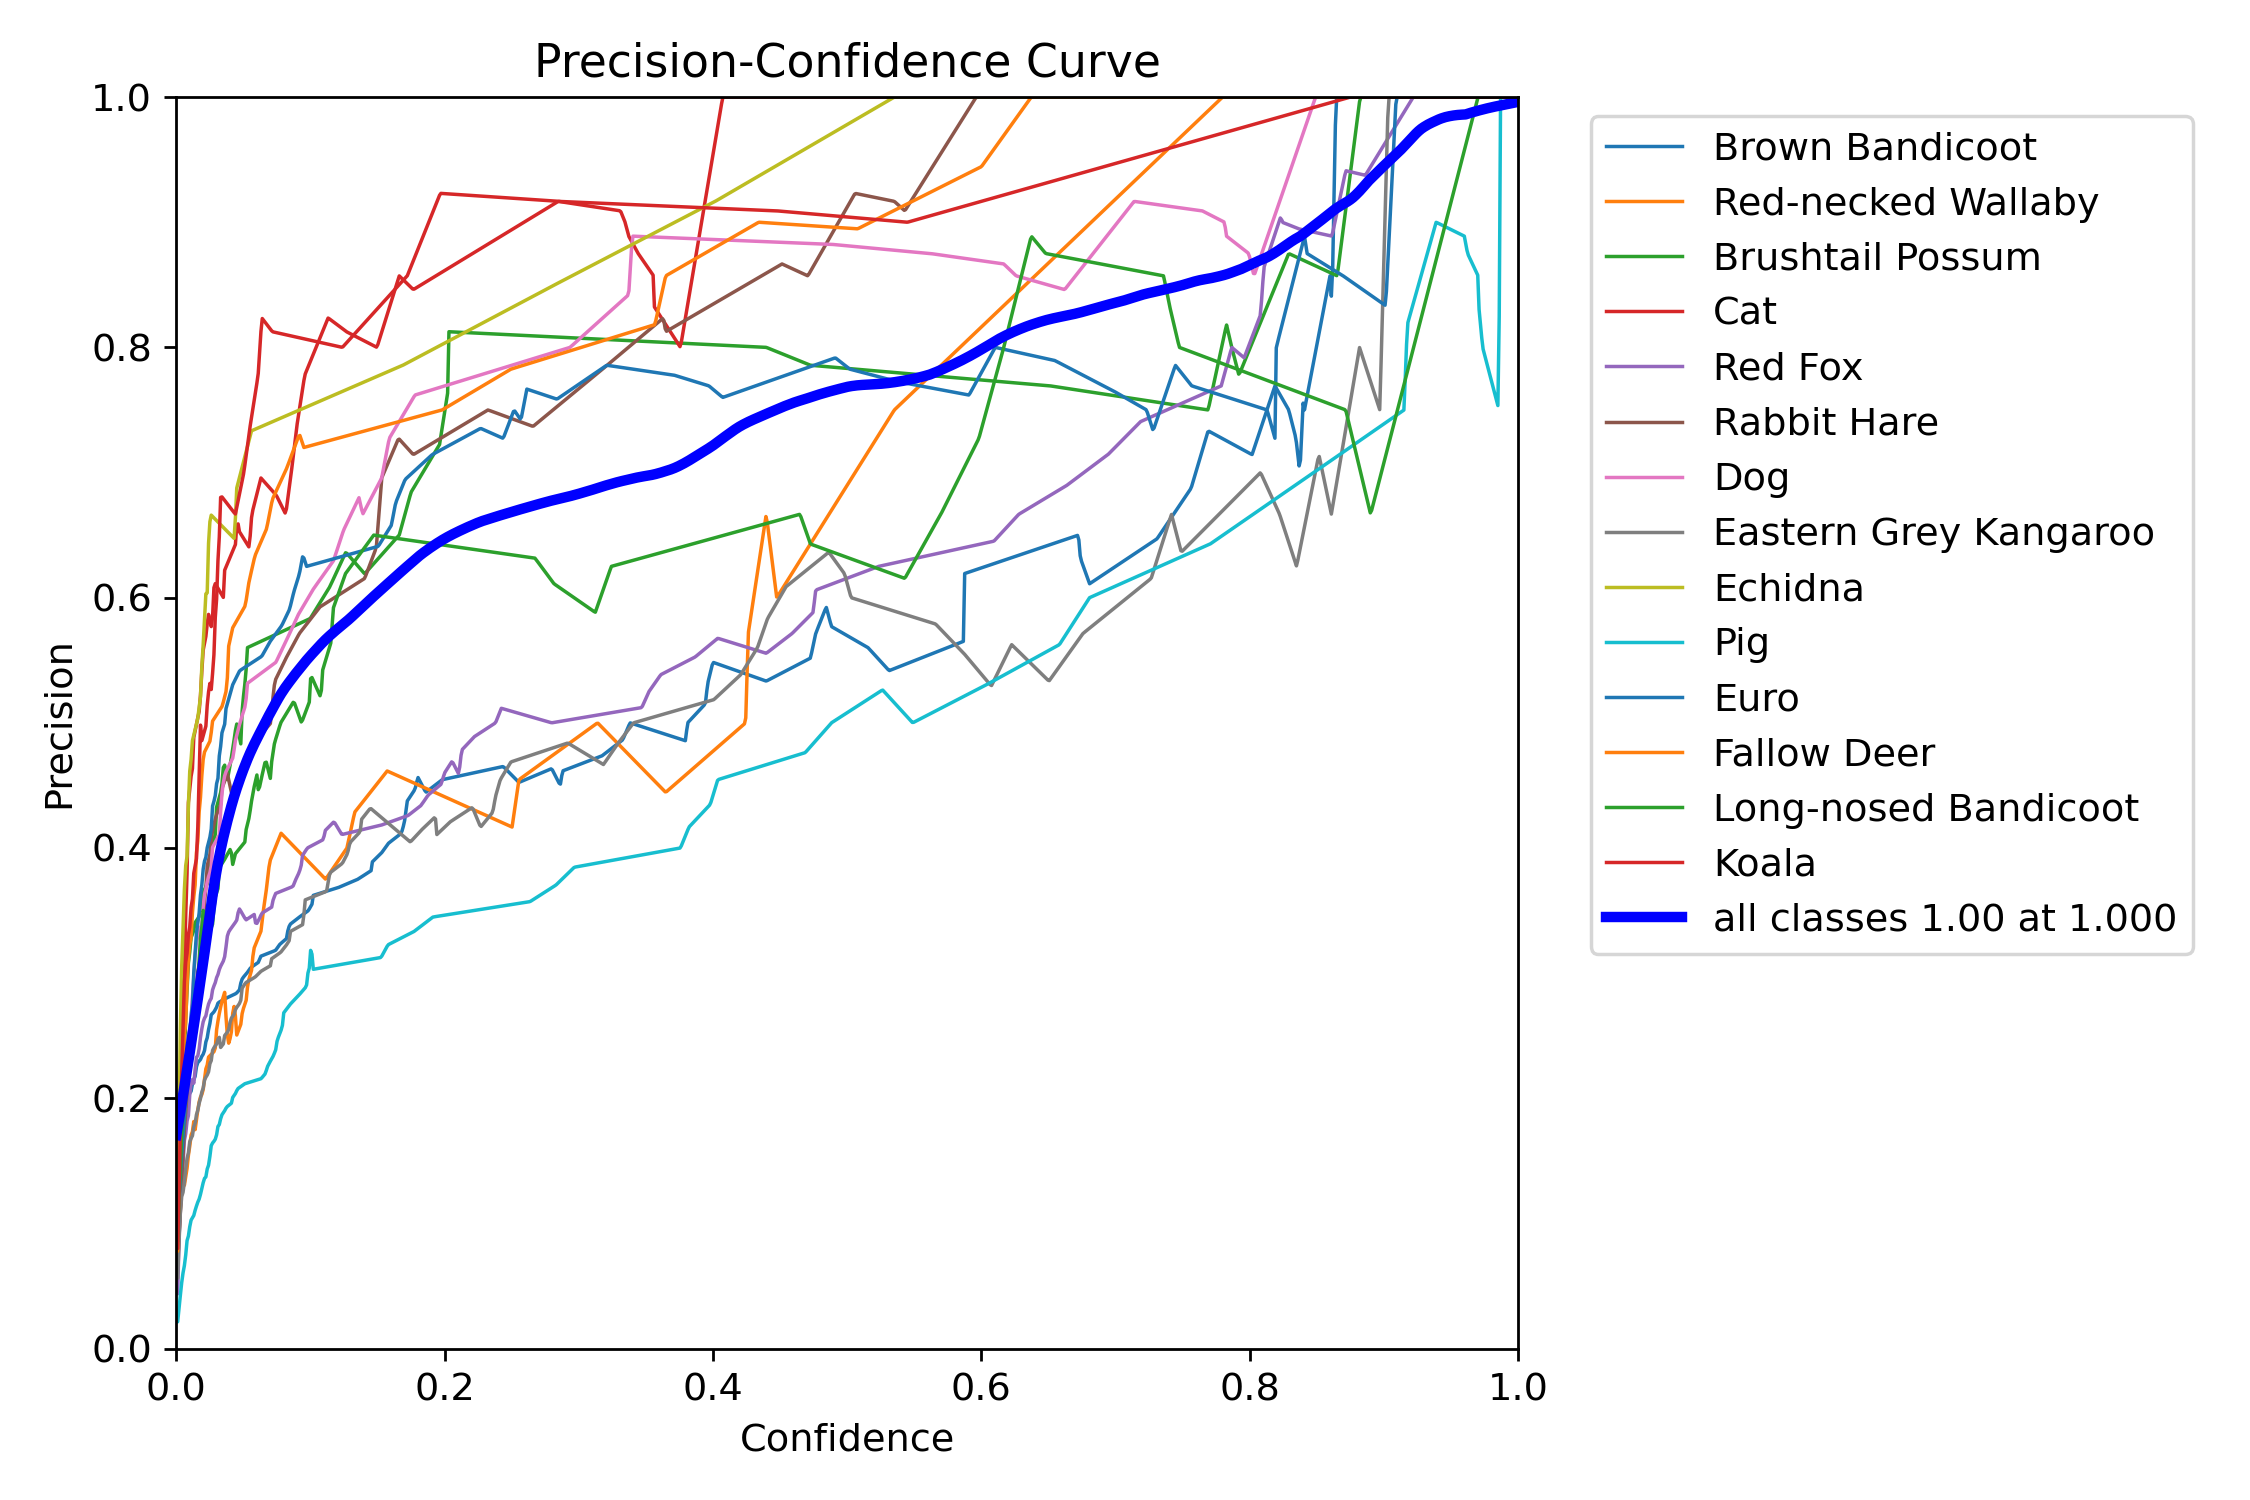 Precision-Confidence Curve
1.0
0.8
0.6
0.4
0.2
0.0
Precision
0.0 0.2 0.4 0.6 0.8 1.0
Confidence
Brown Bandicoot
Red-necked Wallaby
Brushtail Possum
Cat
Red Fox
Rabbit Hare
Dog
Eastern Grey Kangaroo
Echidna
Pig
Euro
Fallow Deer
Long-nosed Bandicoot
Koala
all classes 1.00 at 1.000